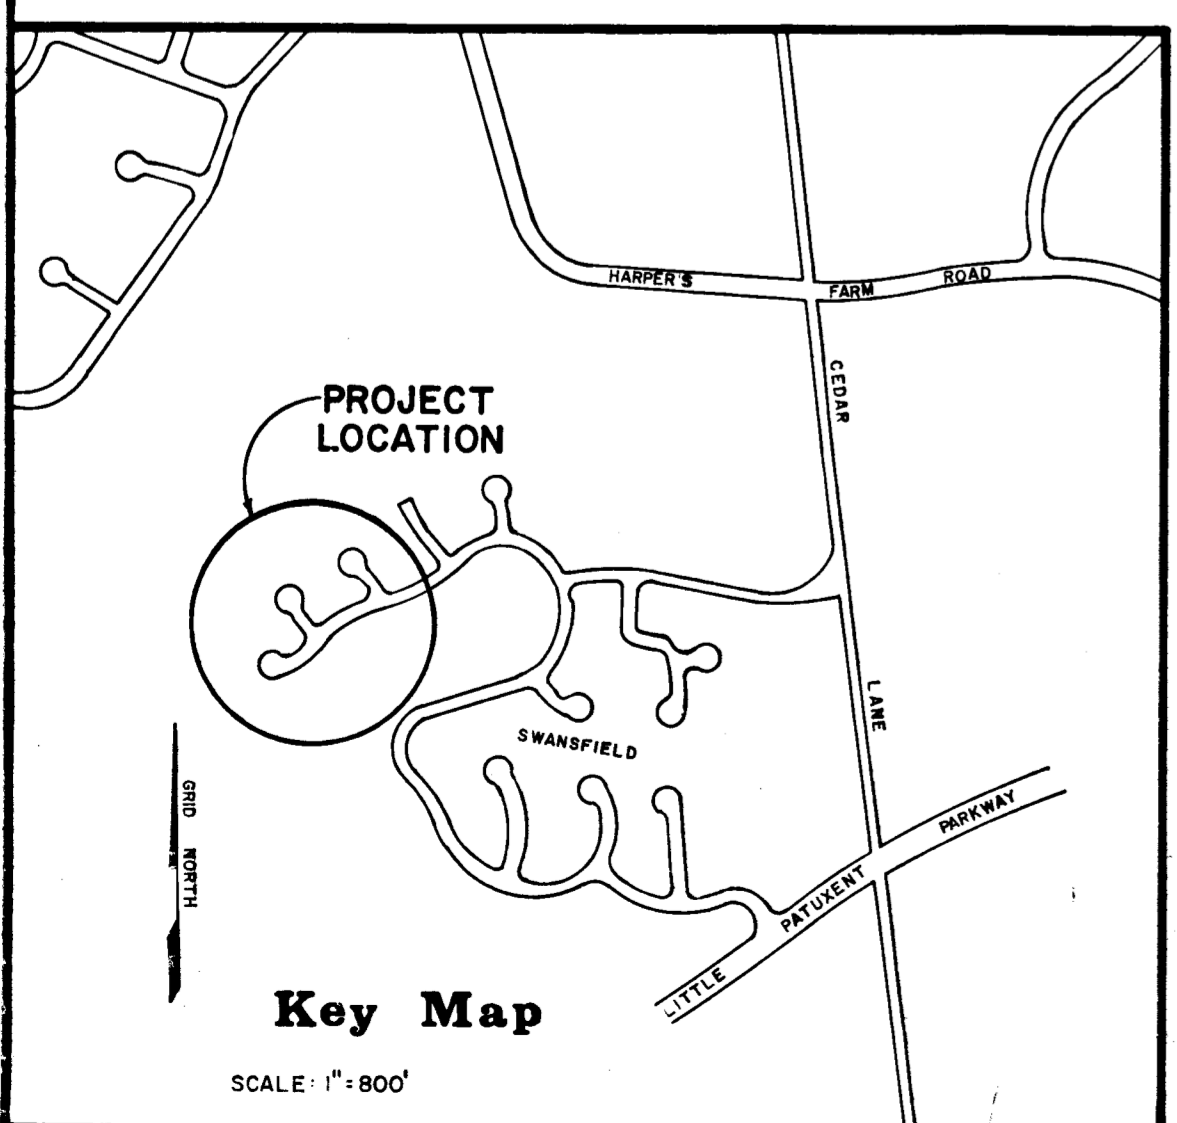 HARPER'S FARM ROAD
CEDAR LANE
PROJECT
LOCATION
SWANSFIELD
GRID NORTH
LITTLE PATUXENT PARKWAY
Key Map
SCALE: 1"=800'